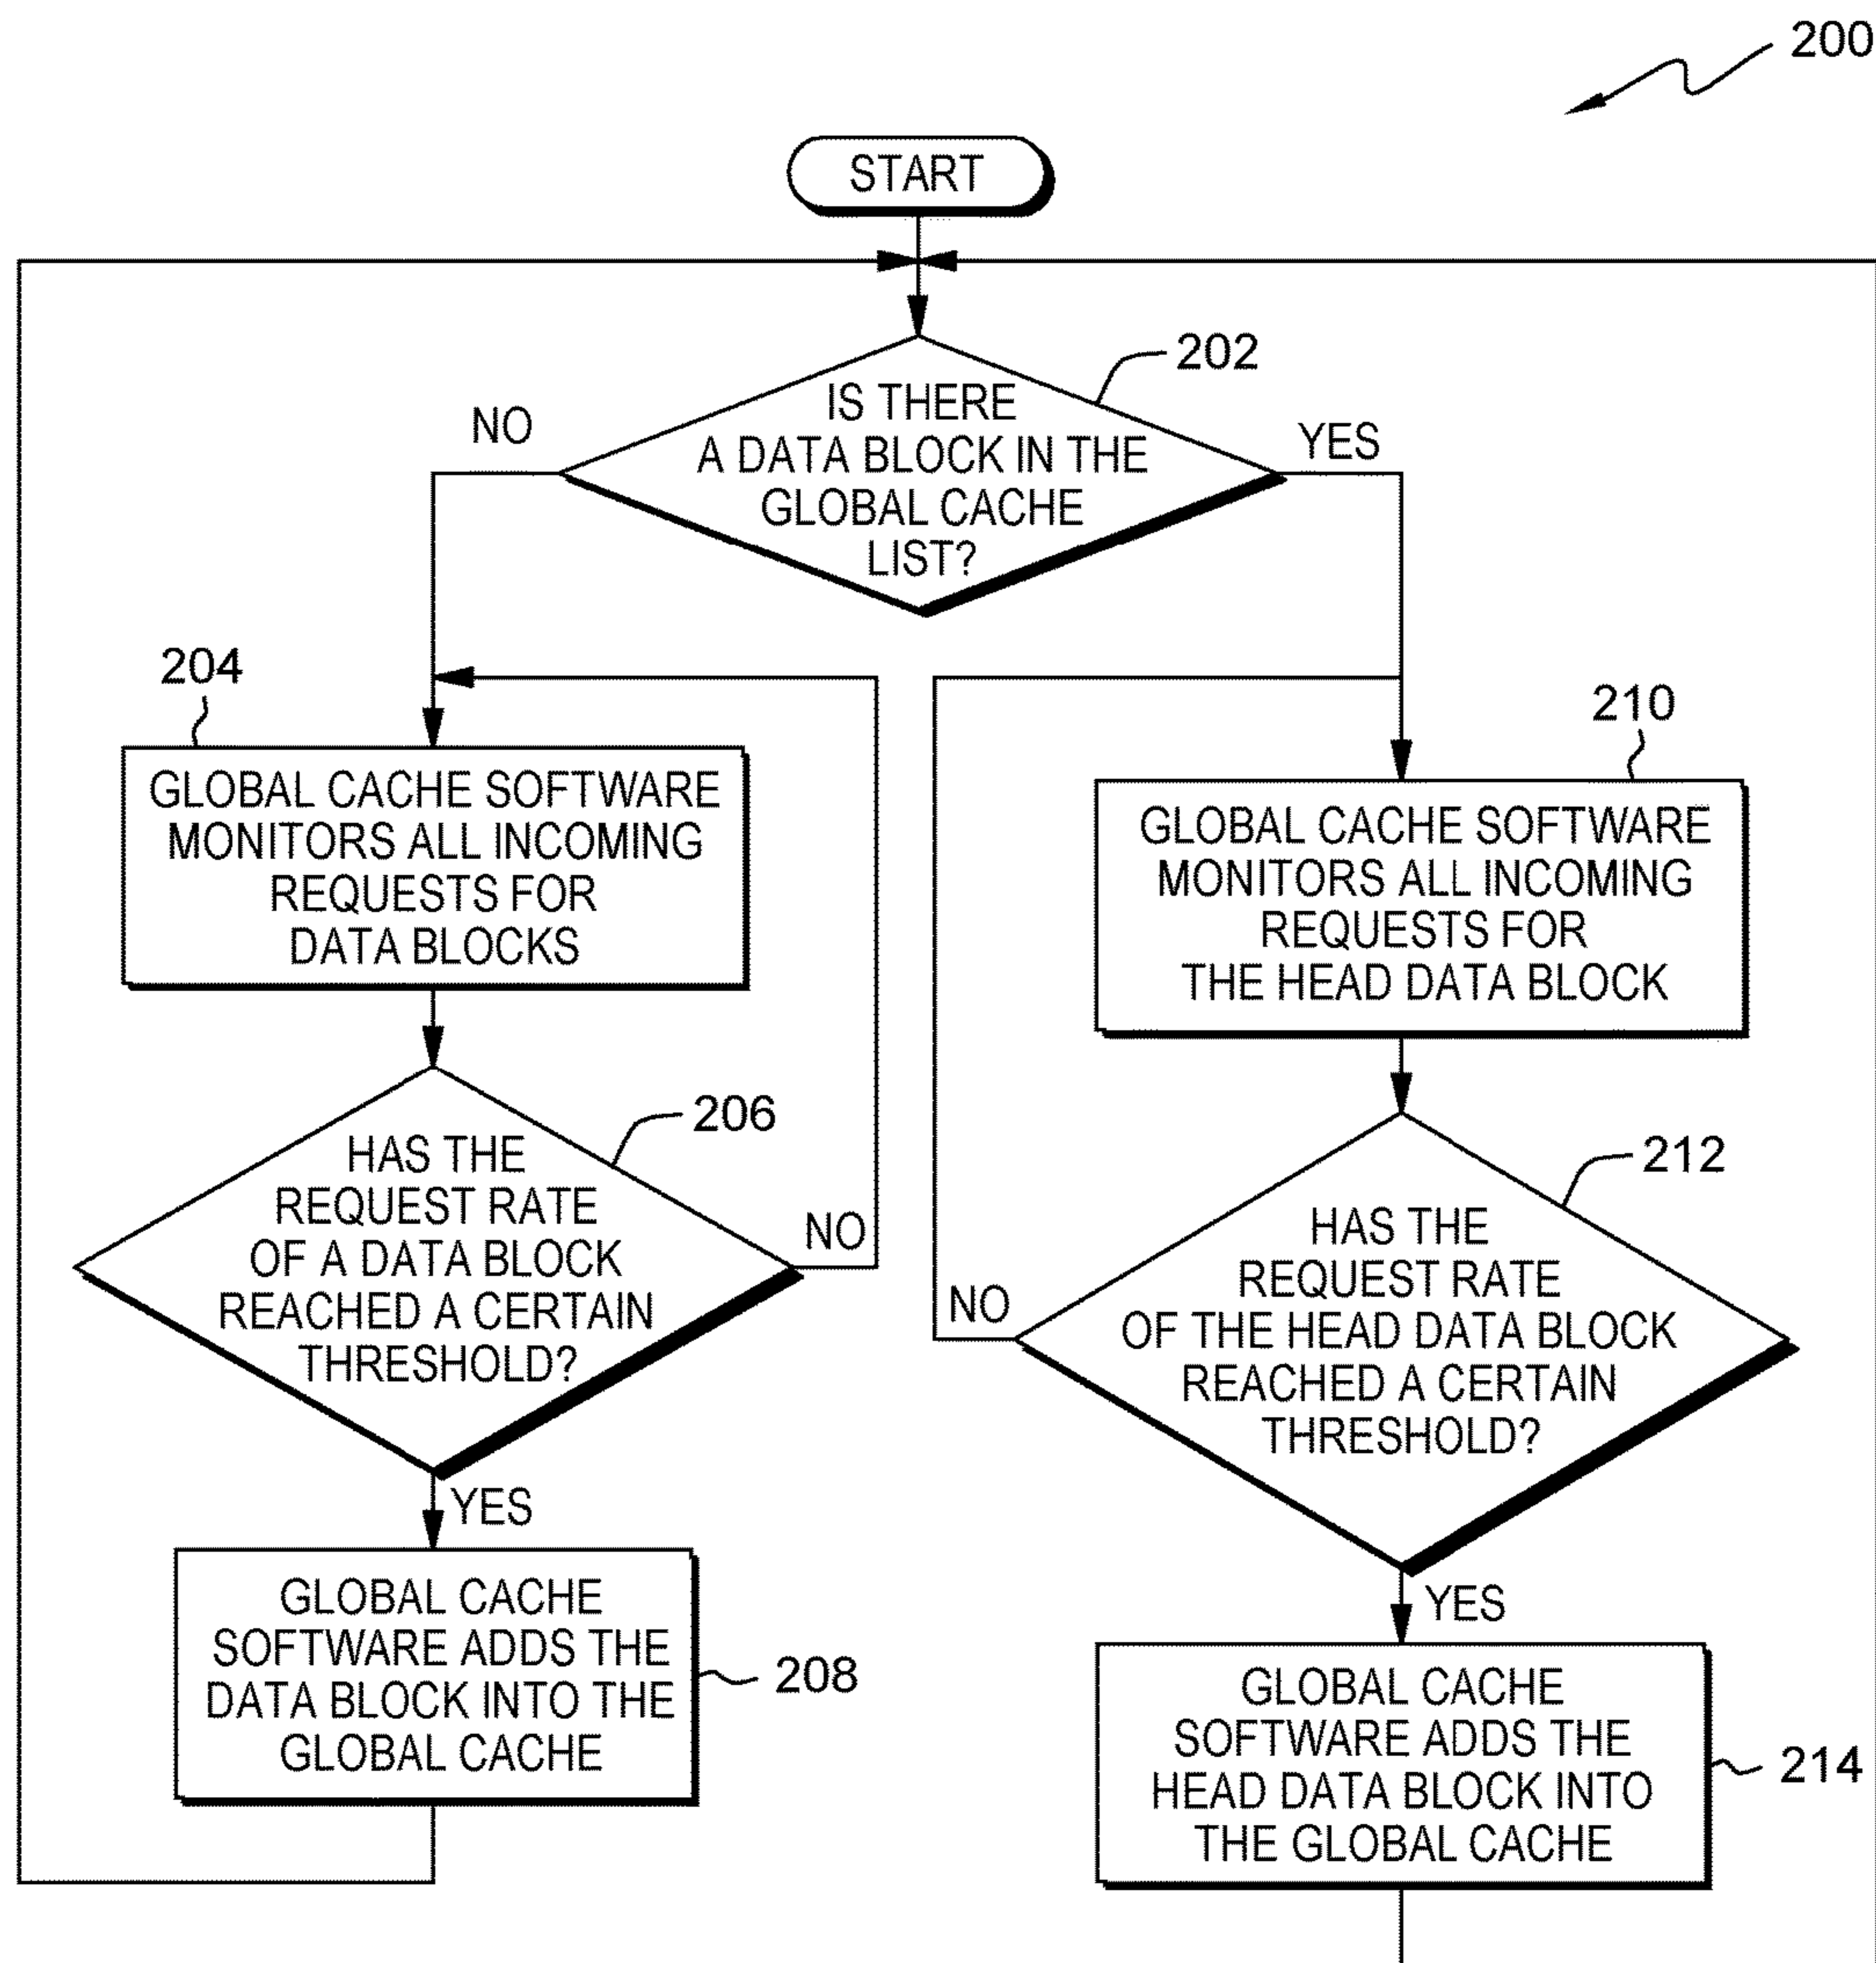 200
START
202
IS THERE
A DATA BLOCK IN THE
GLOBAL CACHE
LIST?
NO
YES
204
GLOBAL CACHE SOFTWARE
MONITORS ALL INCOMING
REQUESTS FOR
DATA BLOCKS
206
HAS THE
REQUEST RATE
OF A DATA BLOCK
REACHED A CERTAIN
THRESHOLD?
NO
YES
GLOBAL CACHE
SOFTWARE ADDS THE
DATA BLOCK INTO THE
GLOBAL CACHE
208
210
GLOBAL CACHE SOFTWARE
MONITORS ALL INCOMING
REQUESTS FOR
THE HEAD DATA BLOCK
212
HAS THE
REQUEST RATE
OF THE HEAD DATA BLOCK
REACHED A CERTAIN
THRESHOLD?
NO
YES
GLOBAL CACHE
SOFTWARE ADDS THE
HEAD DATA BLOCK INTO
THE GLOBAL CACHE
214